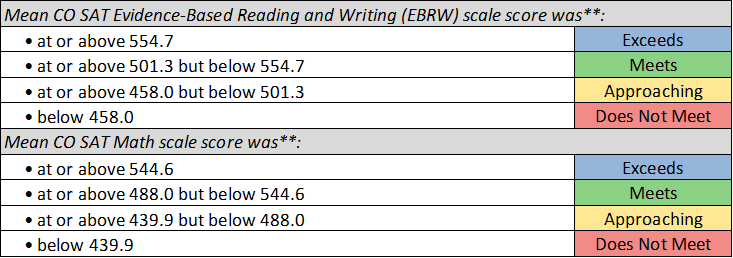 Mean CO SAT Evidence-Based Reading and Writing (EBRW) scale score was**:
• at or above 554.7 Exceeds
• at or above 501.3 but below 554.7 Meets
• at or above 458.0 but below 501.3 Approaching
• below 458.0 Does Not Meet
Mean CO SAT Math scale score was**:
• at or above 544.6 Exceeds
• at or above 488.0 but below 544.6 Meets
• at or above 439.9 but below 488.0 Approaching
• below 439.9 Does Not Meet